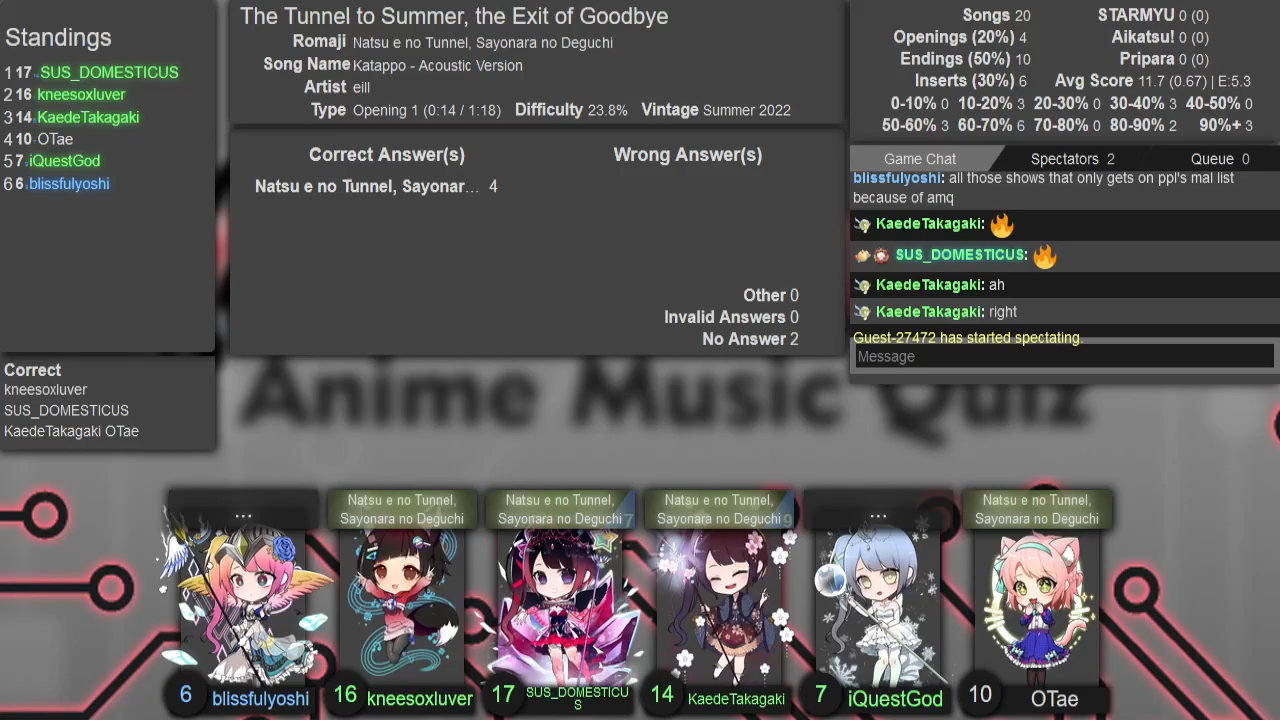 Standings
1 17 SUS_DOMESTICUS
2 16 kneesoxluver
3 14 KaedeTakagaki
4 10 OTae
5 7 iQuestGod
6 6 blissfulyoshi
Correct
kneesoxluver
SUS_DOMESTICUS
KaedeTakagaki OTae
The Tunnel to Summer, the Exit of Goodbye
Romaji Natsu e no Tunnel, Sayonara no Deguchi
Song Name Katappo - Acoustic Version
Artist eill
Type Opening 1 (0:14 / 1:18) Difficulty 23.8% Vintage Summer 2022
Correct Answer(s) Wrong Answer(s)
Natsu e no Tunnel, Sayonar... 4
Other 0
Invalid Answers 0
No Answer 2
Songs 20 STARMYU 0 (0)
Openings (20%) 4 Aikatsu! 0 (0)
Endings (50%) 10 Pripara 0 (0)
Inserts (30%) 6 Avg Score 11.7 (0.67) | E:5.3
0-10% 0 10-20% 3 20-30% 0 30-40% 3 40-50% 0
50-60% 3 60-70% 6 70-80% 0 80-90% 2 90%+ 3
Game Chat Spectators 2 Queue 0
blissfulyoshi: all those shows that only gets on ppl's mal list
because of amq
KaedeTakagaki:
SUS_DOMESTICUS:
KaedeTakagaki: ah
KaedeTakagaki: right
Guest-27472 has started spectating.
Message
Anime Music Quiz
...
Natsu e no Tunnel,
Sayonara no Deguchi
Natsu e no Tunnel,
Sayonara no Deguchi 7
Natsu e no Tunnel,
Sayonara no Deguchi 9
...
Natsu e no Tunnel,
Sayonara no Deguchi
6 blissfulyoshi
16 kneesoxluver
17 SUS_DOMESTICU
S
14 KaedeTakagaki
7 iQuestGod
10 OTae